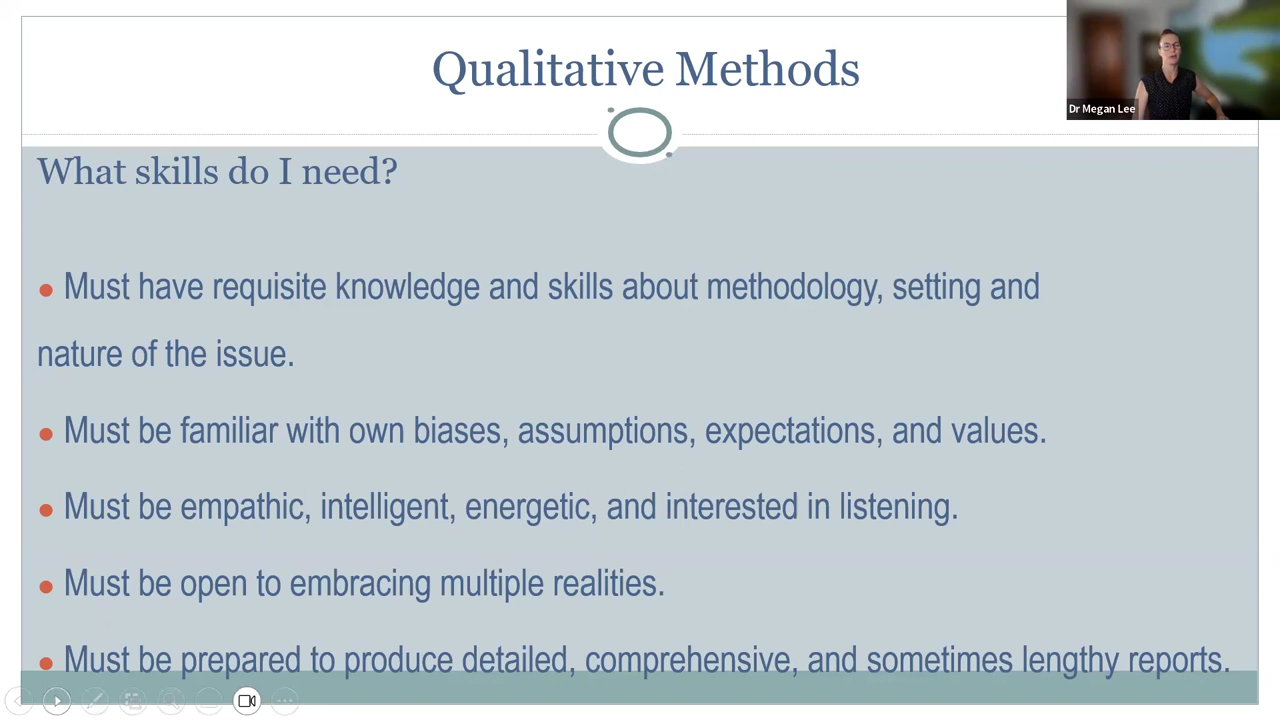 Qualitative Methods
Dr Megan Lee
What skills do I need?
• Must have requisite knowledge and skills about methodology, setting and
nature of the issue.
• Must be familiar with own biases, assumptions, expectations, and values.
• Must be empathic, intelligent, energetic, and interested in listening.
• Must be open to embracing multiple realities.
• Must be prepared to produce detailed, comprehensive, and sometimes lengthy reports.